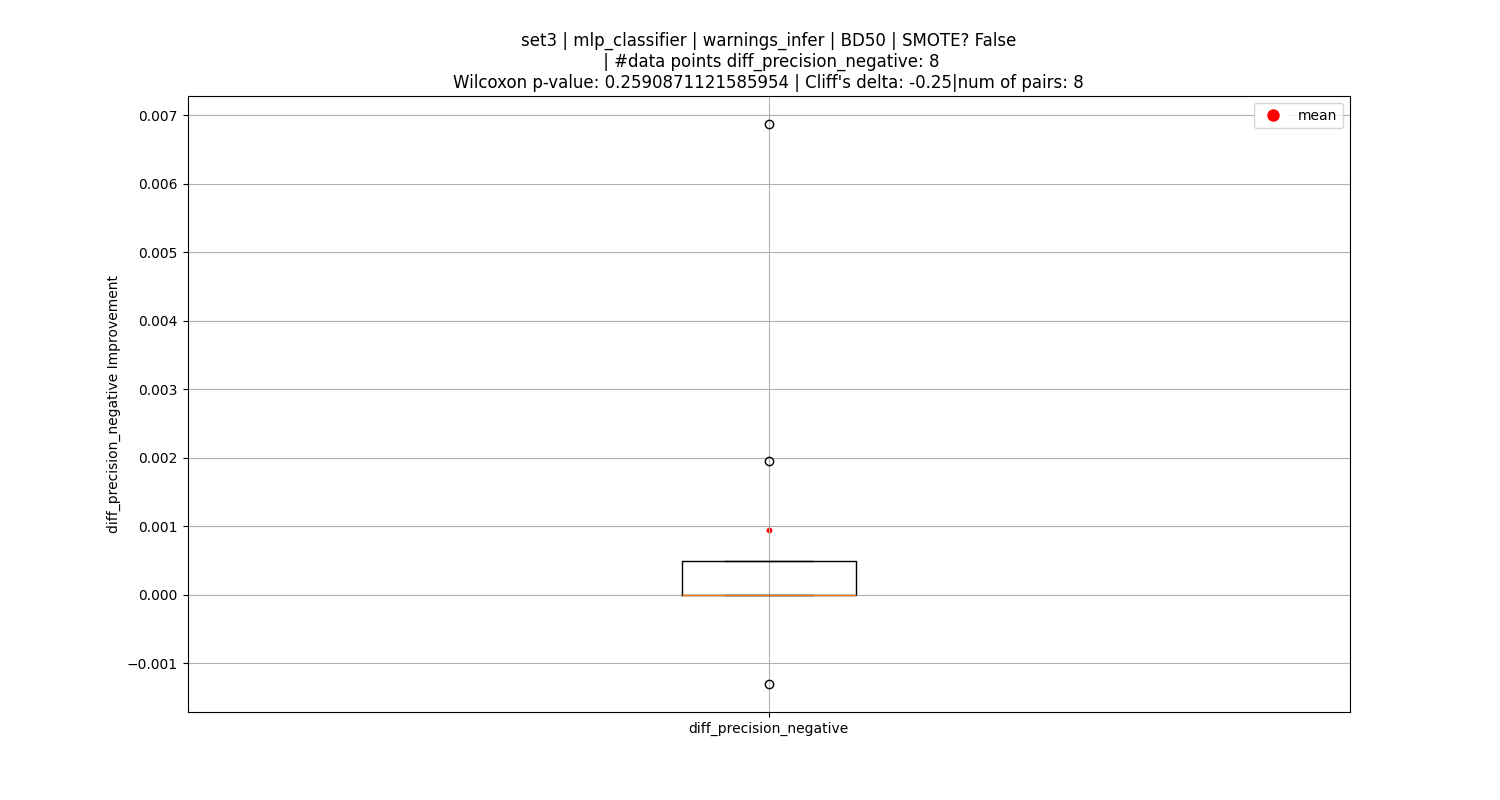 set3 | mlp_classifier | warnings_infer | BD50 | SMOTE? False
| #data points diff_precision_negative: 8
Wilcoxon p-value: 0.2590871121585954 | Cliff's delta: -0.25|num of pairs: 8
mean
0.007
0.006
0.005
0.004
0.003
0.002
0.001
0.000
−0.001
diff_precision_negative Improvement
diff_precision_negative